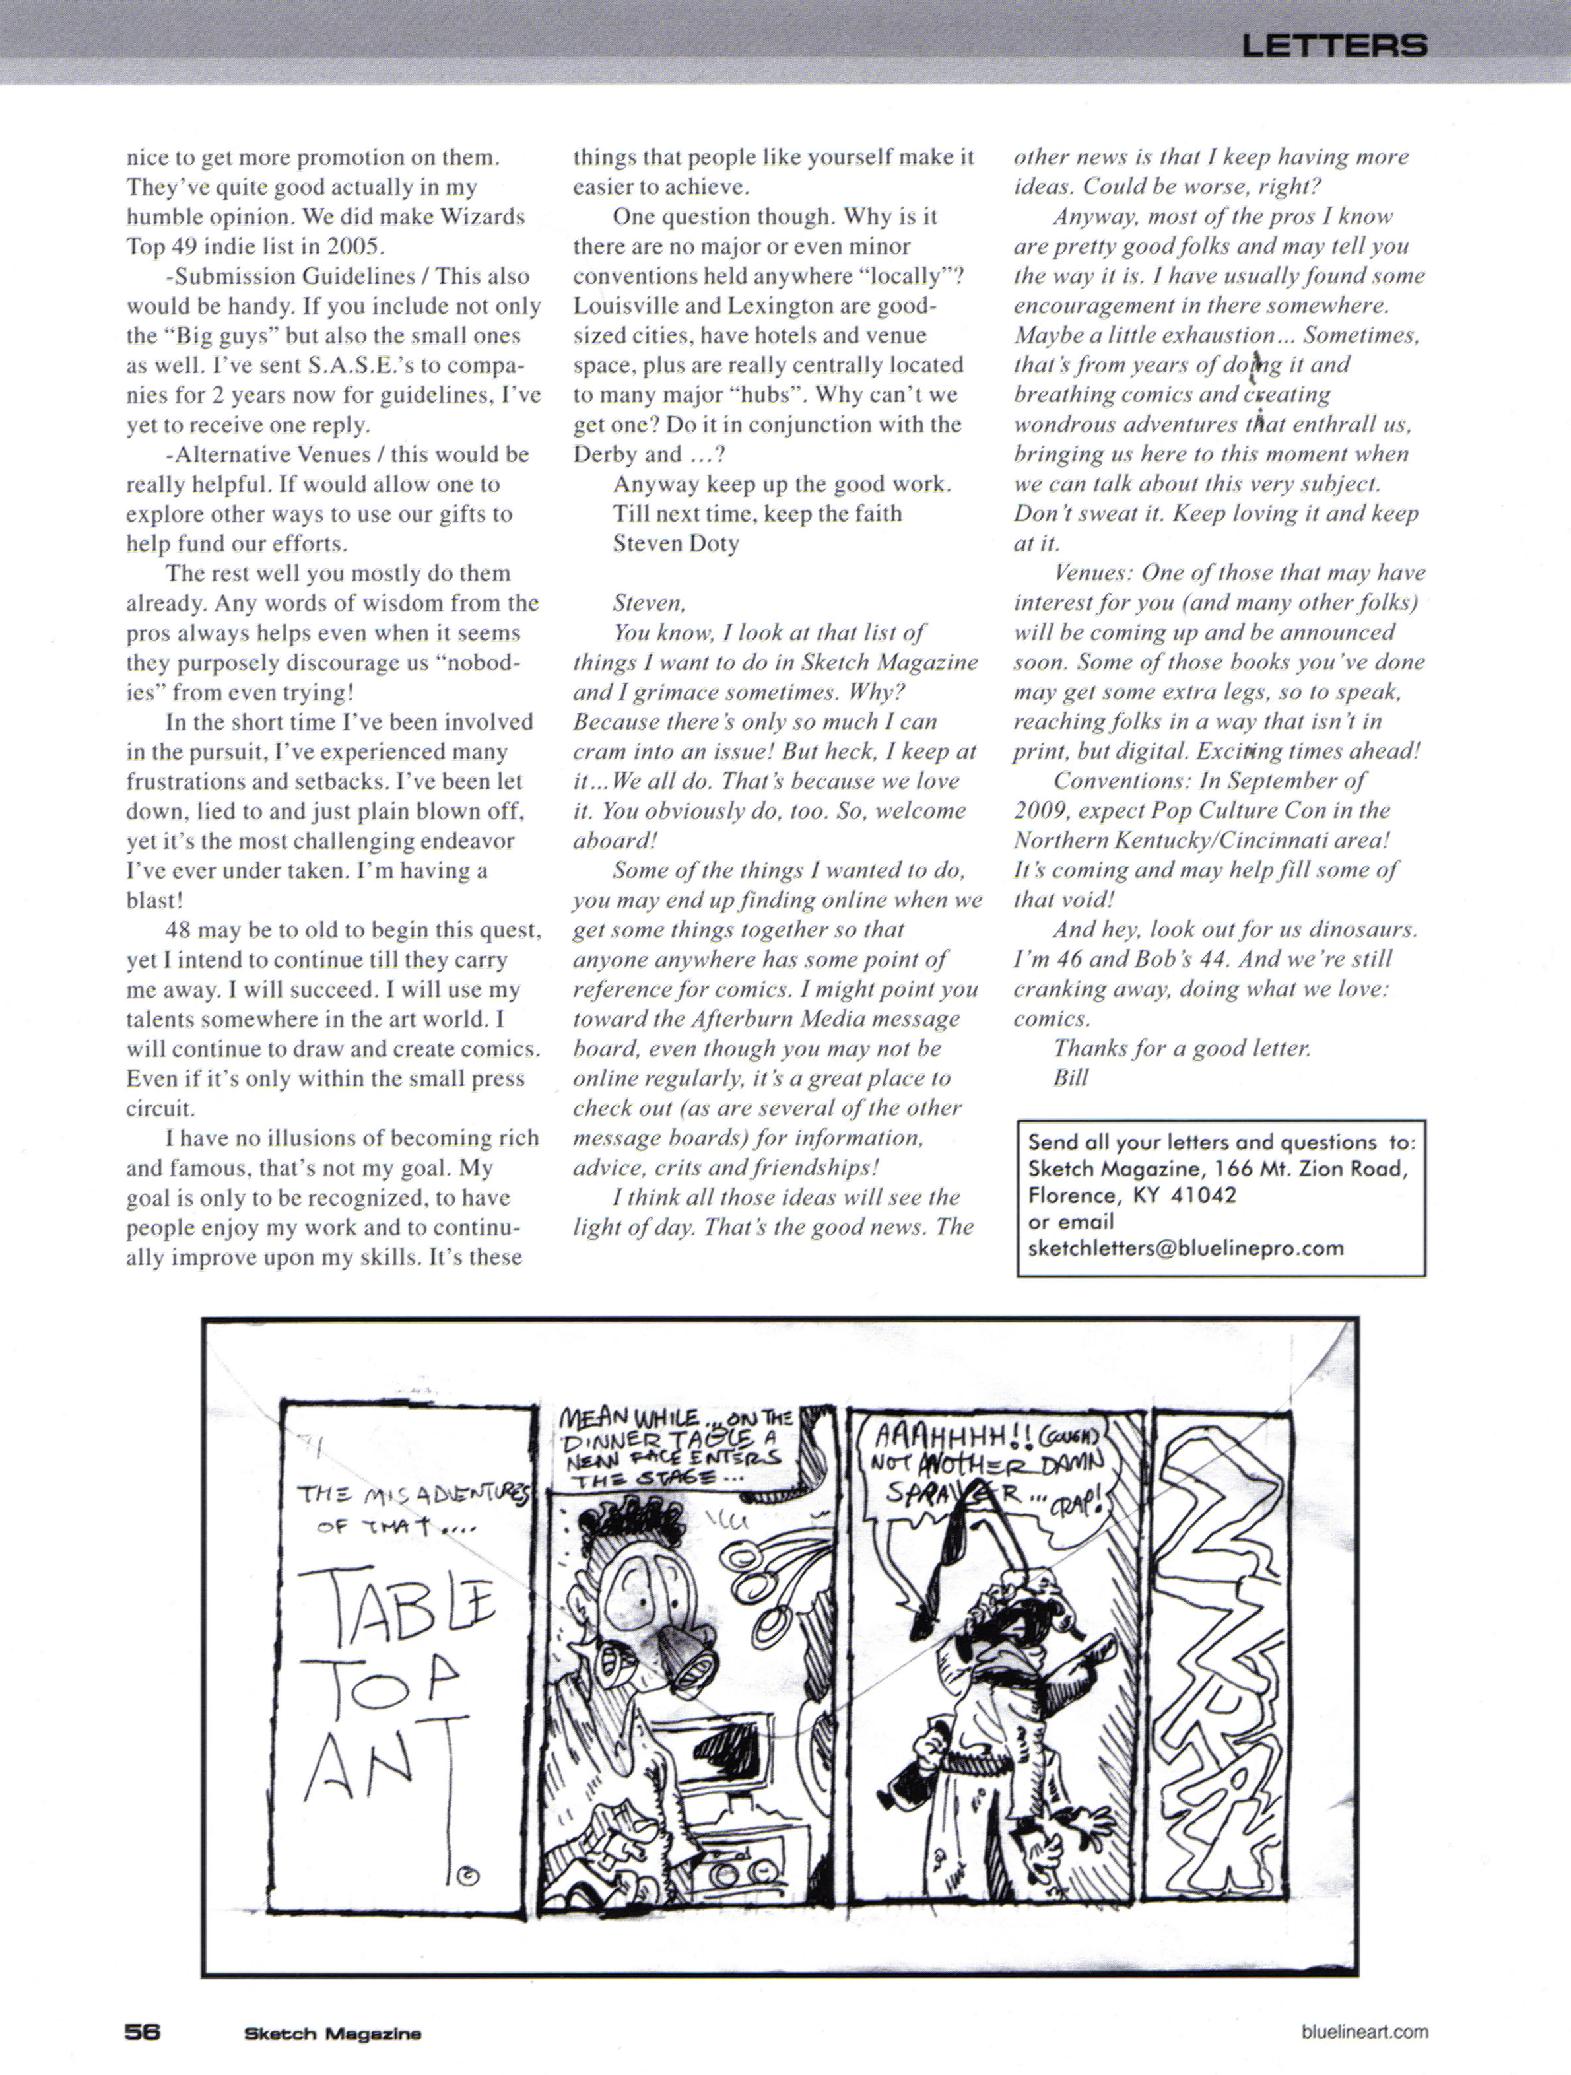 LETTERS
nice to get more promotion on them.
They've quite good actually in my
humble opinion. We did make Wizards
Top 49 indie list in 2005.
-Submission Guidelines / This also
would be handy. If you include not only
the “Big guys” but also the small ones
as well. I've sent S.A.S.E.'s to compa-
nies for 2 years now for guidelines, I've
yet to receive one reply.
-Alternative Venues / this would be
really helpful. If would allow one to
explore other ways to use our gifts to
help fund our efforts.
The rest well you mostly do them
already. Any words of wisdom from the
pros always helps even when it seems
they purposely discourage us “nobod-
ies” from even trying!
In the short time I've been involved
in the pursuit, I've experienced many
frustrations and setbacks. I've been let
down, lied to and just plain blown off,
yet it's the most challenging endeavor
I've ever under taken. I'm having a
blast!
48 may be to old to begin this quest,
yet I intend to continue till they carry
me away. I will succeed. I will use my
talents somewhere in the art world. I
will continue to draw and create comics.
Even if it's only within the small press
circuit.
I have no illusions of becoming rich
and famous, that's not my goal. My
goal is only to be recognized, to have
people enjoy my work and to continu-
ally improve upon my skills. It's these
things that people like yourself make it
easier to achieve.
One question though. Why is it
there are no major or even minor
conventions held anywhere “locally”?
Louisville and Lexington are good-
sized cities, have hotels and venue
space, plus are really centrally located
to many major “hubs”. Why can't we
get one? Do it in conjunction with the
Derby and ...?
Anyway keep up the good work.
Till next time, keep the faith
Steven Doty
Steven,
You know, I look at that list of
things I want to do in Sketch Magazine
and I grimace sometimes. Why?
Because there's only so much I can
cram into an issue! But heck, I keep at
it... We all do. That's because we love
it. You obviously do, too. So, welcome
aboard!
Some of the things I wanted to do,
you may end up finding online when we
get some things together so that
anyone anywhere has some point of
reference for comics. I might point you
toward the Afterburn Media message
board, even though you may not be
online regularly, it's a great place to
check out (as are several of the other
message boards) for information,
advice, crits and friendships!
I think all those ideas will see the
light of day. That's the good news. The
other news is that I keep having more
ideas. Could be worse, right?
Anyway, most of the pros I know
are pretty good folks and may tell you
the way it is. I have usually found some
encouragement in there somewhere.
Maybe a little exhaustion... Sometimes,
that's from years of doing it and
breathing comics and creating
wondrous adventures that enthrall us,
bringing us here to this moment when
we can talk about this very subject.
Don't sweat it. Keep loving it and keep
at it.
Venues: One of those that may have
interest for you (and many other folks)
will be coming up and be announced
soon. Some of those books you've done
may get some extra legs, so to speak,
reaching folks in a way that isn't in
print, but digital. Exciting times ahead!
Conventions: In September of
2009, expect Pop Culture Con in the
Northern Kentucky/Cincinnati area!
It's coming and may help fill some of
that void!
And hey, look out for us dinosaurs.
I'm 46 and Bob's 44. And we're still
cranking away, doing what we love:
comics.
Thanks for a good letter.
Bill
Send all your letters and questions to:
Sketch Magazine, 166 Mt. Zion Road,
Florence, KY 41042
or email
sketchletters@bluelinepro.com
THE MISADVENTURES
OF THAT ....
TABLE
TOP
ANT
©
MEANWHILE... ON THE
DINNER TABLE A
NEW FACE ENTERS
THE STAGE...
AAAHHHH!! (COUGH)
NOT ANOTHER DAMN
SPRAYER... CRAP!
56
Sketch Magazine
bluelineart.com